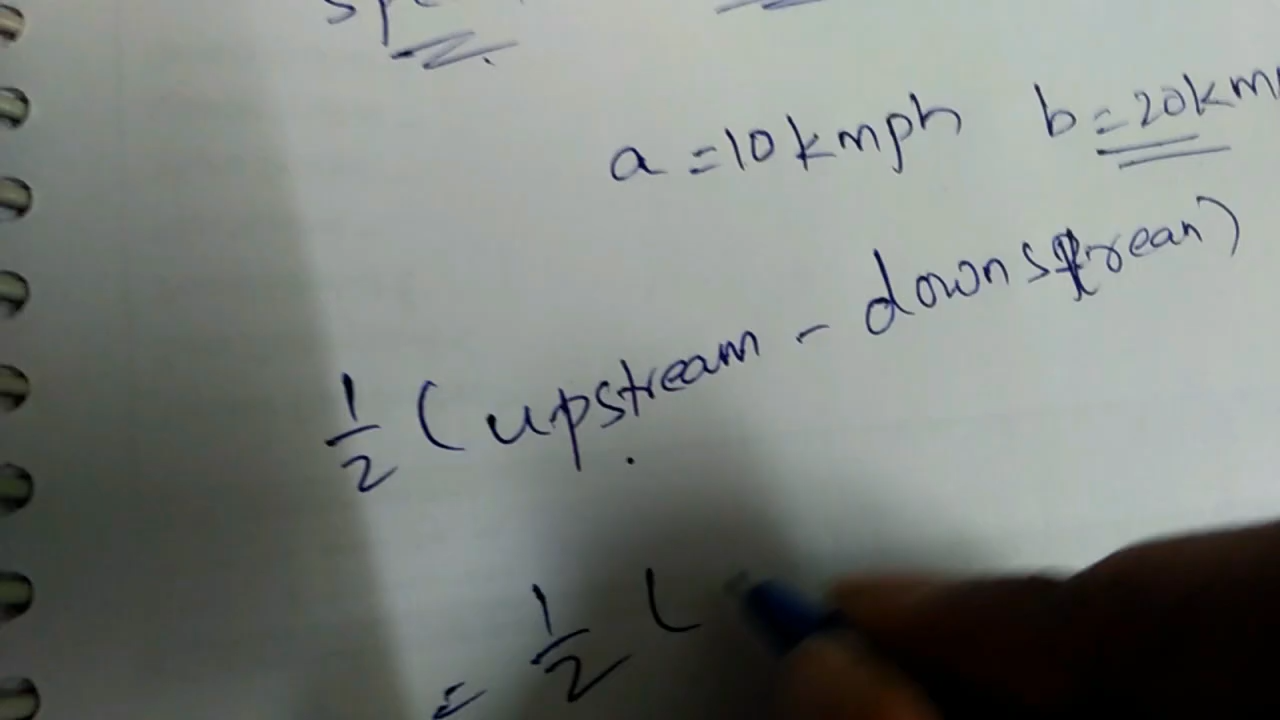 a = 10 kmph b = 20 km
1/2 ( upstream - downstream)
= 1/2 (